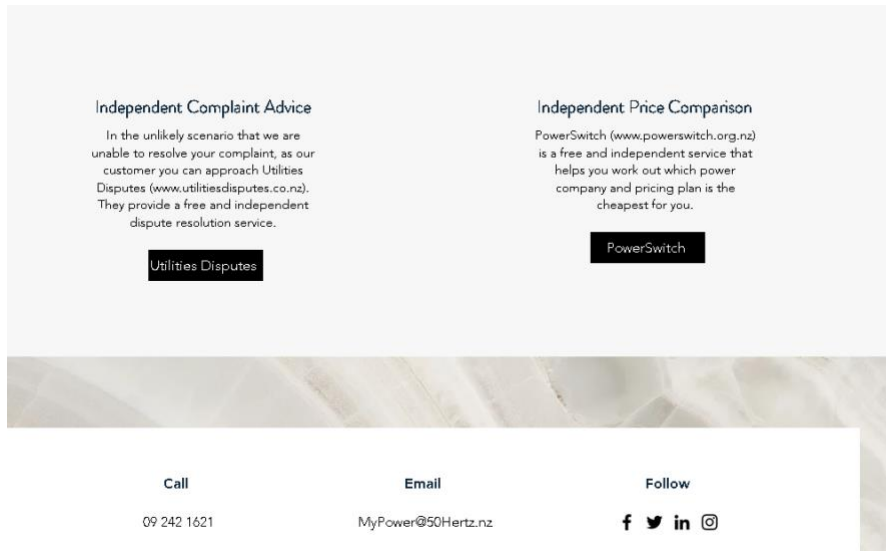 Independent Complaint Advice
In the unlikely scenario that we are
unable to resolve your complaint, as our
customer you can approach Utilities
Disputes (www.utilitiesdisputes.co.nz).
They provide a free and independent
dispute resolution service.
Utilities Disputes
Independent Price Comparison
PowerSwitch (www.powerswitch.org.nz)
is a free and independent service that
helps you work out which power
company and pricing plan is the
cheapest for you.
PowerSwitch
Call
09 242 1621
Email
MyPower@50Hertz.nz
Follow